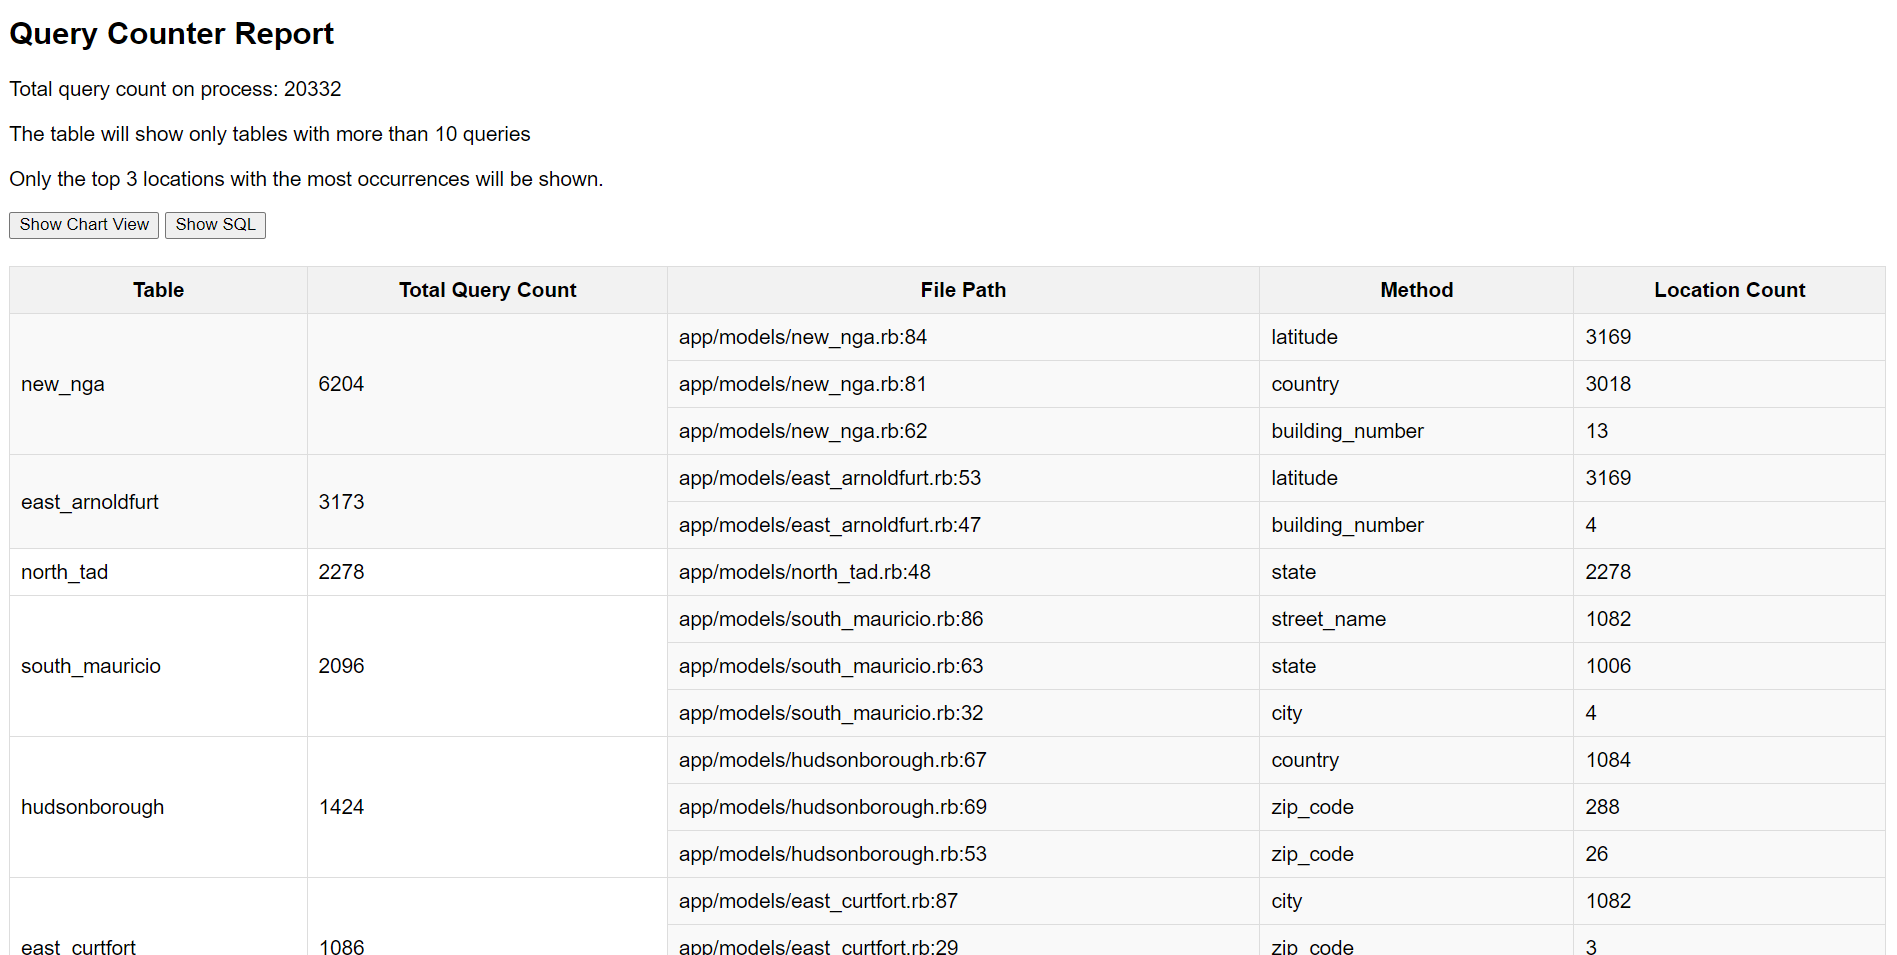 Query Counter Report
Total query count on process: 20332
The table will show only tables with more than 10 queries
Only the top 3 locations with the most occurrences will be shown.
Show Chart View Show SQL
Table Total Query Count File Path Method Location Count
app/models/new_nga.rb:84 latitude 3169
new_nga 6204 app/models/new_nga.rb:81 country 3018
app/models/new_nga.rb:62 building_number 13
app/models/east_arnoldfurt.rb:53 latitude 3169
east_arnoldfurt 3173
app/models/east_arnoldfurt.rb:47 building_number 4
north_tad 2278 app/models/north_tad.rb:48 state 2278
app/models/south_mauricio.rb:86 street_name 1082
south_mauricio 2096 app/models/south_mauricio.rb:63 state 1006
app/models/south_mauricio.rb:32 city 4
app/models/hudsonborough.rb:67 country 1084
hudsonborough 1424 app/models/hudsonborough.rb:69 zip_code 288
app/models/hudsonborough.rb:53 zip_code 26
app/models/east_curtfort.rb:87 city 1082
east_curtfort 1086 app/models/east_curtfort.rb:29 zip_code 3